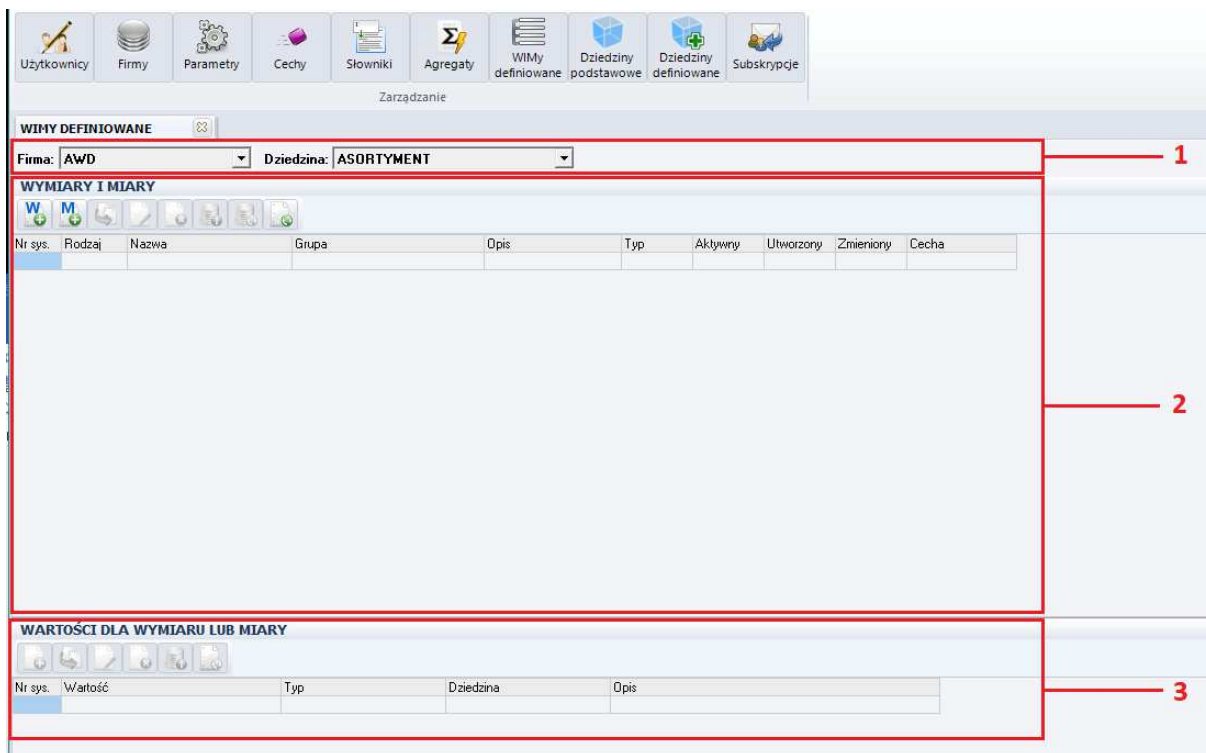 Użytkownicy Firmy Parametry Cechy Słowniki Σ Agregaty WIMy definiowane Dziedziny podstawowe Dziedziny definiowane Subskrypcje
Zarządzanie
WIMY DEFINIOWANE
Firma: AWD Dziedzina: ASORTYMENT 1
WYMIARY I MIARY
W M
Nr sys. Rodzaj Nazwa Grupa Opis Typ Aktywny Utworzony Zmieniony Cecha
2
WARTOŚCI DLA WYMIARU LUB MIARY
Nr sys. Wartość Typ Dziedzina Opis 3